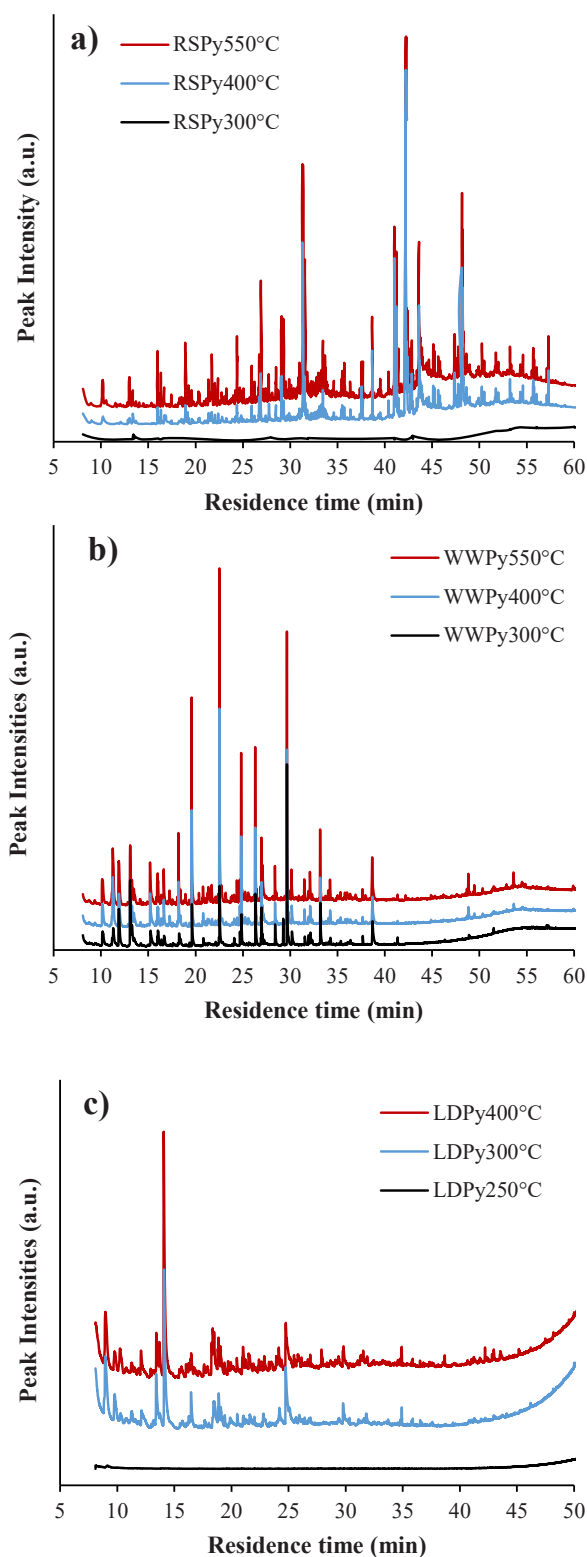 a)
RSPy550°C
RSPy400°C
RSPy300°C
Peak Intensity (a.u.)
5 10 15 20 25 30 35 40 45 50 55 60
Residence time (min)
b)
WWPy550°C
WWPy400°C
WWPy300°C
Peak Intensities (a.u.)
5 10 15 20 25 30 35 40 45 50 55 60
Residence time (min)
c)
LDPy400°C
LDPy300°C
LDPy250°C
Peak Intensities (a.u.)
5 10 15 20 25 30 35 40 45 50
Residence time (min)